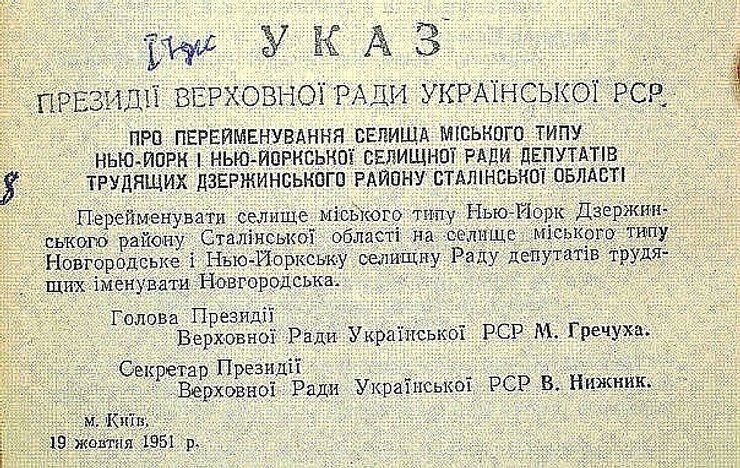 УКАЗ
ПРЕЗИДІЇ ВЕРХОВНОЇ РАДИ УКРАЇНСЬКОЇ РСР
ПРО ПЕРЕЙМЕНУВАННЯ СЕЛИЩА МІСЬКОГО ТИПУ
НЬЮ-ЙОРК І НЬЮ-ЙОРКСЬКОЇ СЕЛИЩНОЇ РАДИ ДЕПУТАТІВ
ТРУДЯЩИХ ДЗЕРЖИНСЬКОГО РАЙОНУ СТАЛІНСЬКОЇ ОБЛАСТІ
Перейменувати селище міського типу Нью-Йорк Дзержин-
ського району Сталінської області на селище міського типу
Новгородське і Нью-Йоркську селищну Раду депутатів трудя-
щих іменувати Новгородська.
Голова Президії
Верховної Ради Української РСР М. Гречуха.
Секретар Президії
Верховної Ради Української РСР В. Нижник.
м. Київ.
19 жовтня 1951 р.